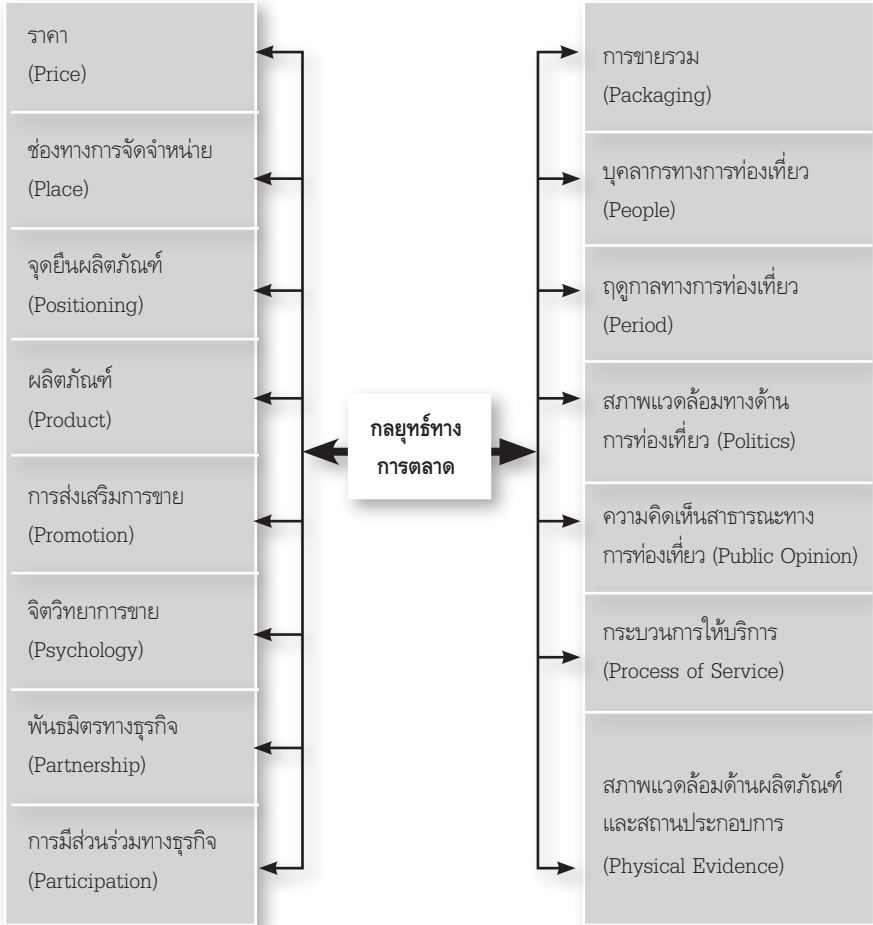 ราคา
(Price)
ช่องทางการจัดจำหน่าย
(Place)
จุดยืนผลิตภัณฑ์
(Positioning)
ผลิตภัณฑ์
(Product)
การส่งเสริมการขาย
(Promotion)
จิตวิทยาการขาย
(Psychology)
พันธมิตรทางธุรกิจ
(Partnership)
การมีส่วนร่วมทางธุรกิจ
(Participation)
กลยุทธ์ทาง
การตลาด
การขายรวม
(Packaging)
บุคลากรทางการท่องเที่ยว
(People)
ฤดูกาลทางการท่องเที่ยว
(Period)
สภาพแวดล้อมทางด้าน
การท่องเที่ยว (Politics)
ความคิดเห็นสาธารณะทาง
การท่องเที่ยว (Public Opinion)
กระบวนการให้บริการ
(Process of Service)
สภาพแวดล้อมด้านผลิตภัณฑ์
และสถานประกอบการ
(Physical Evidence)